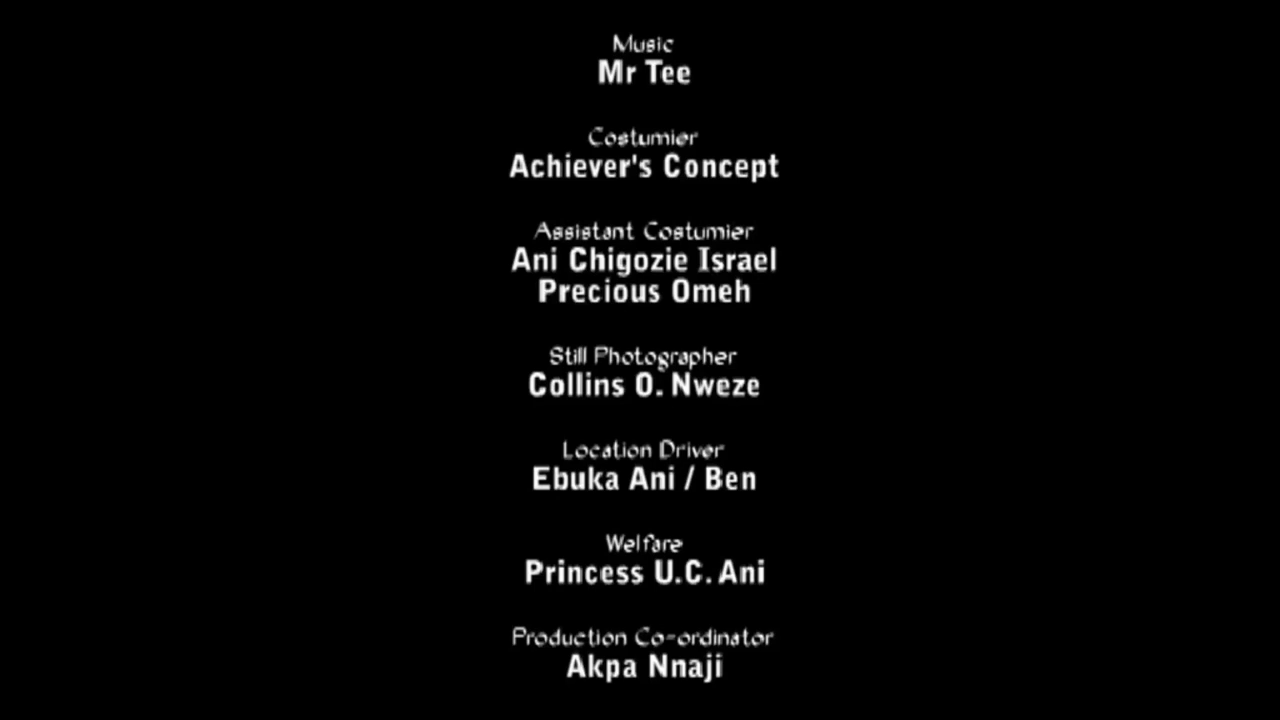 Music
Mr Tee
Costumier
Achiever's Concept
Assistant Costumier
Ani Chigozie Israel
Precious Omeh
Still Photographer
Collins O. Nweze
Location Driver
Ebuka Ani / Ben
Welfare
Princess U.C. Ani
Production Co-ordinator
Akpa Nnaji